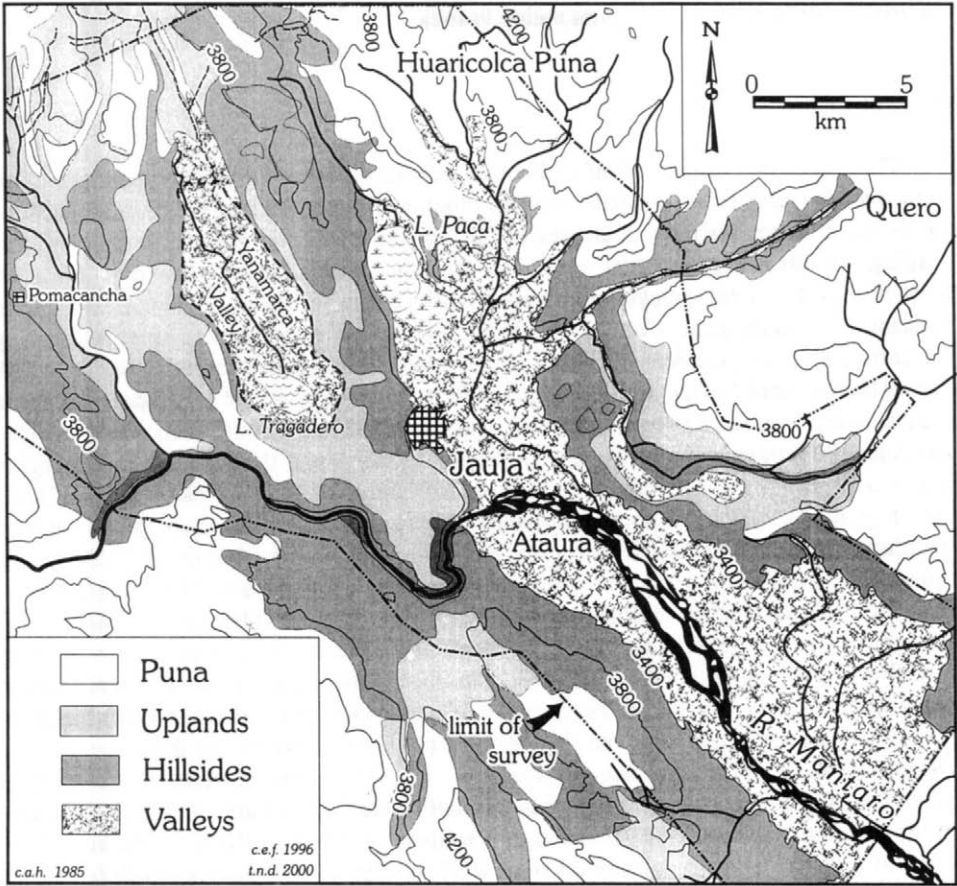 3800
4200
Huaricolca Puna
3800
3800
N
0 5
km
Quero
L. Paca
Yanamarca
Valley
Pomacancha
L. Tragadero
3800
3800
Jauja
Ataura
3400
3400
3800
limit of
survey
R. Mantaro
3800
4200
Puna
Uplands
Hillsides
Valleys
c.a.h. 1985
c.e.f. 1996
t.n.d. 2000